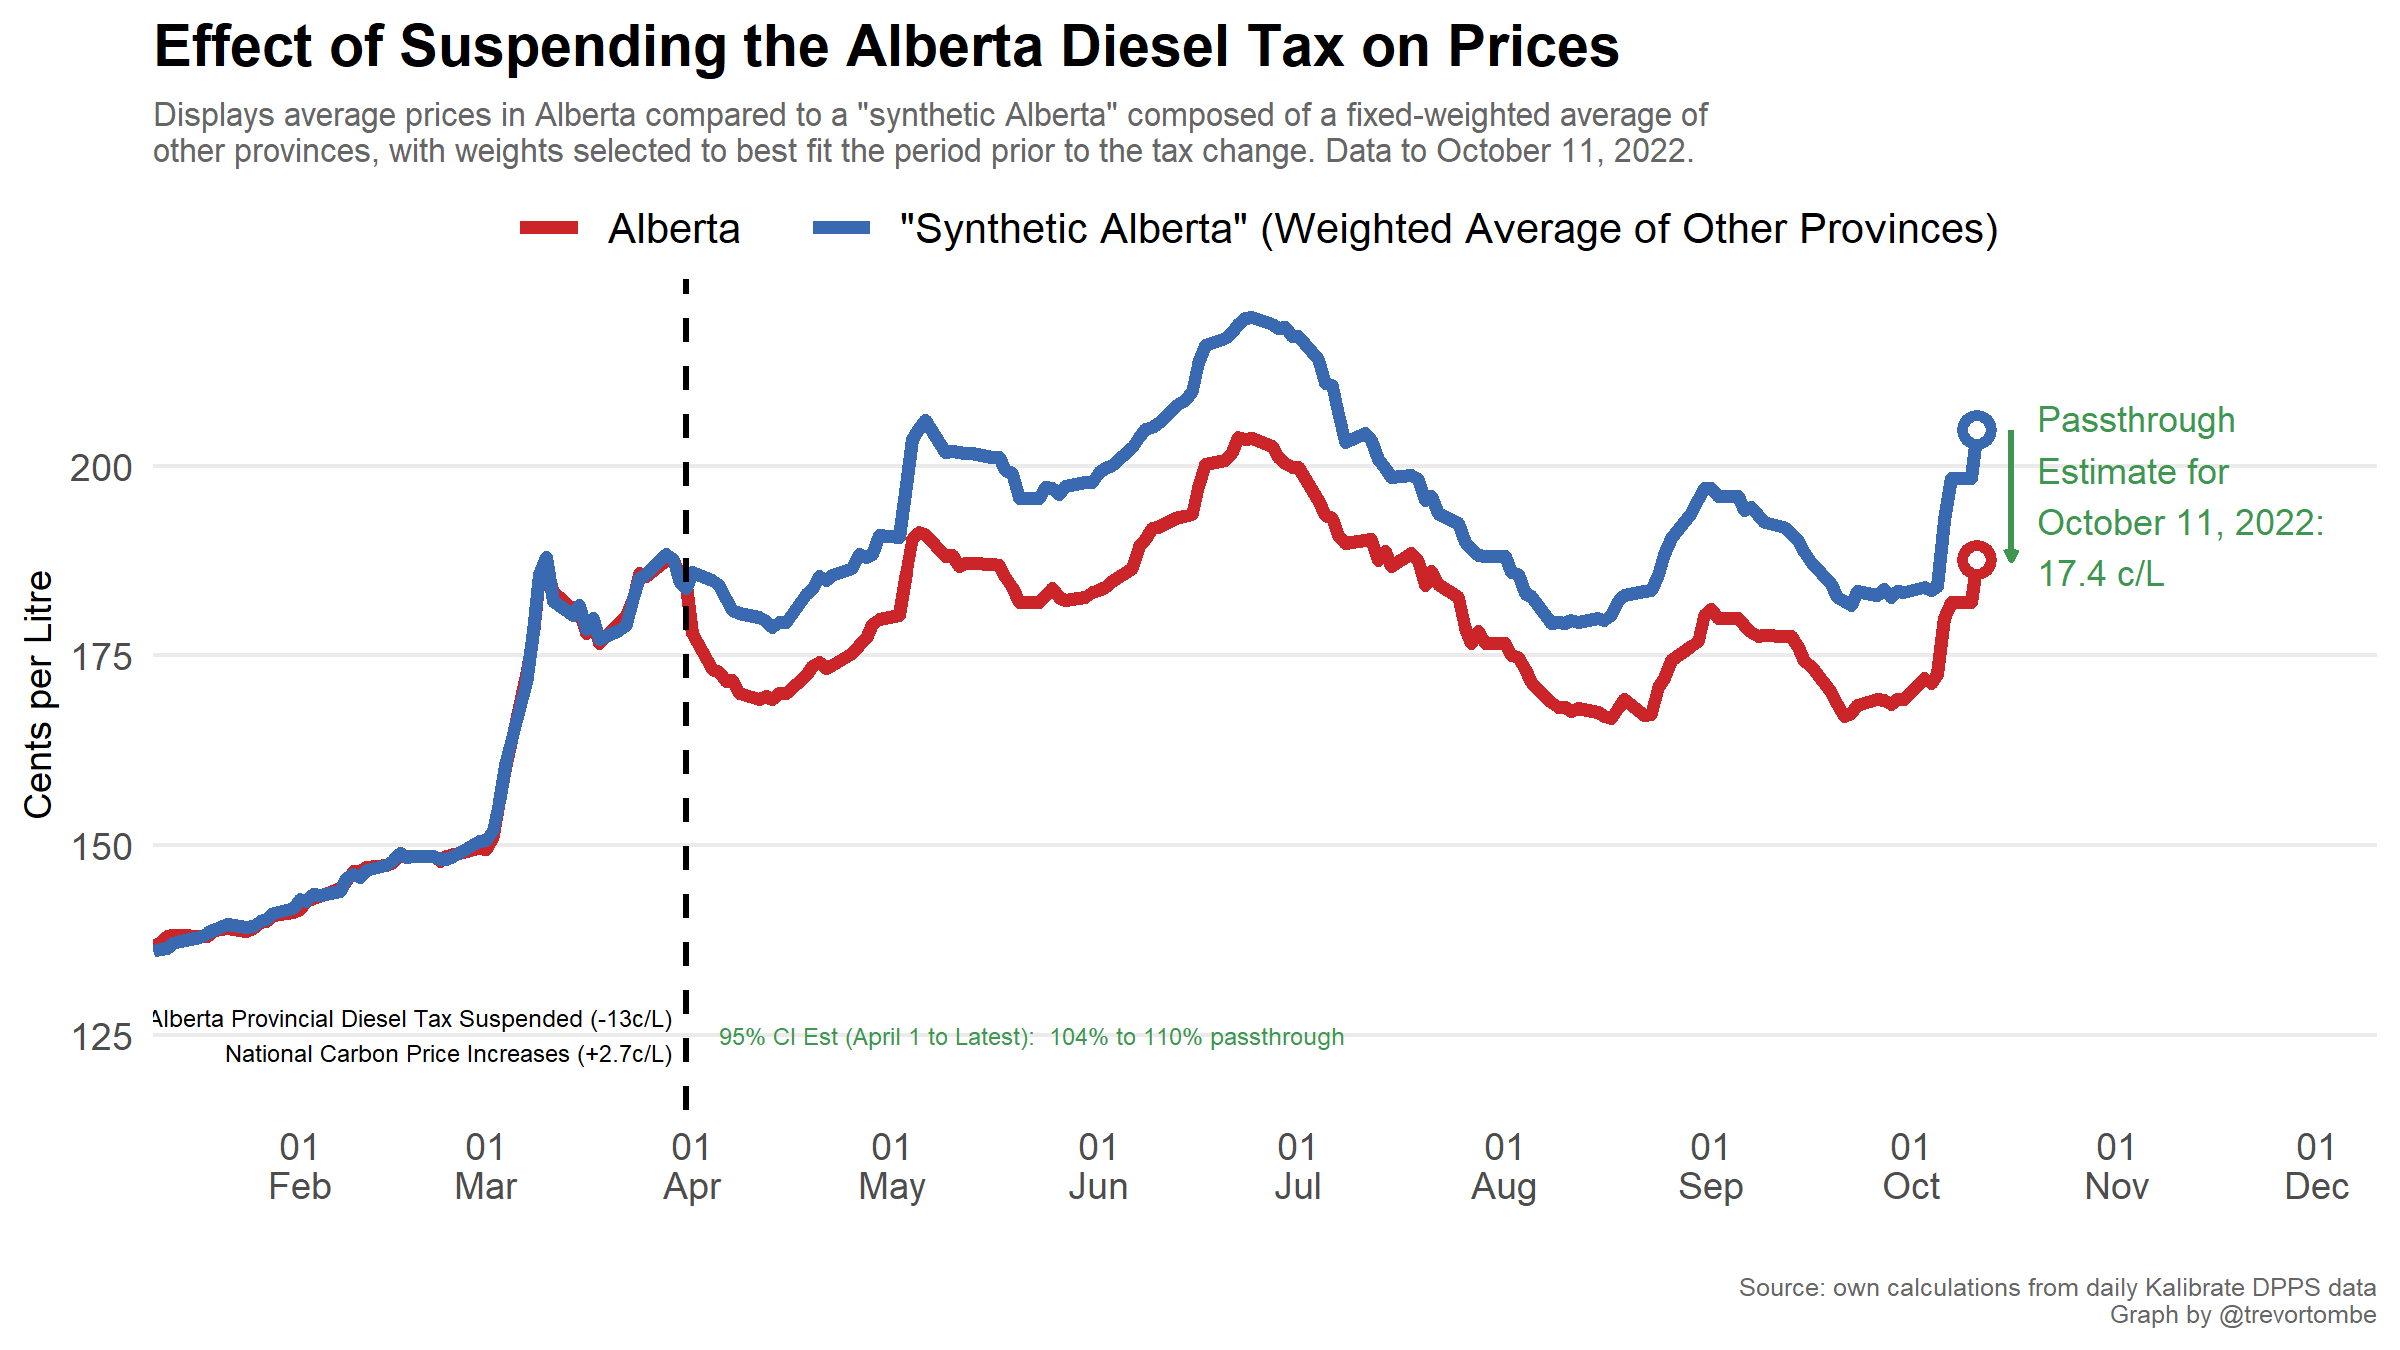 Effect of Suspending the Alberta Diesel Tax on Prices
Displays average prices in Alberta compared to a "synthetic Alberta" composed of a fixed-weighted average of
other provinces, with weights selected to best fit the period prior to the tax change. Data to October 11, 2022.
Alberta
"Synthetic Alberta" (Weighted Average of Other Provinces)
Cents per Litre
200
175
150
125
Passthrough
Estimate for
October 11, 2022:
17.4 c/L
Alberta Provincial Diesel Tax Suspended (-13c/L)
National Carbon Price Increases (+2.7c/L)
95% CI Est (April 1 to Latest):  104% to 110% passthrough
01
Feb
01
Mar
01
Apr
01
May
01
Jun
01
Jul
01
Aug
01
Sep
01
Oct
01
Nov
01
Dec
Source: own calculations from daily Kalibrate DPPS data
Graph by @trevortombe